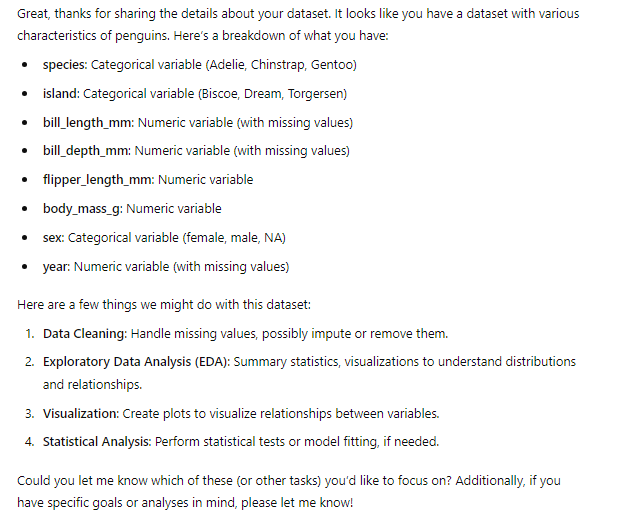 Great, thanks for sharing the details about your dataset. It looks like you have a dataset with various
characteristics of penguins. Here's a breakdown of what you have:
• species: Categorical variable (Adelie, Chinstrap, Gentoo)
• island: Categorical variable (Biscoe, Dream, Torgersen)
• bill_length_mm: Numeric variable (with missing values)
• bill_depth_mm: Numeric variable (with missing values)
• flipper_length_mm: Numeric variable
• body_mass_g: Numeric variable
• sex: Categorical variable (female, male, NA)
• year: Numeric variable (with missing values)
Here are a few things we might do with this dataset:
1. Data Cleaning: Handle missing values, possibly impute or remove them.
2. Exploratory Data Analysis (EDA): Summary statistics, visualizations to understand distributions
and relationships.
3. Visualization: Create plots to visualize relationships between variables.
4. Statistical Analysis: Perform statistical tests or model fitting, if needed.
Could you let me know which of these (or other tasks) you'd like to focus on? Additionally, if you
have specific goals or analyses in mind, please let me know!